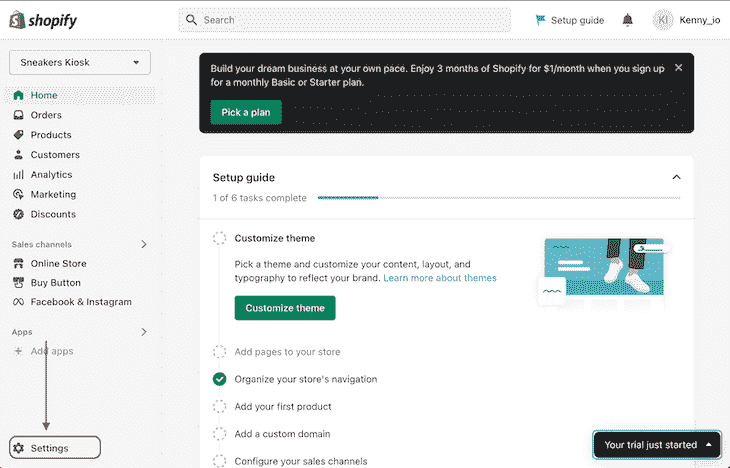 shopify
Search
Setup guide
KI
Kenny_io
Sneakers Kiosk
Home
Orders
Products
Customers
Analytics
Marketing
Discounts
Sales channels
Online Store
Buy Button
Facebook & Instagram
Apps
Add apps
Settings
Build your dream business at your own pace. Enjoy 3 months of Shopify for $1/month when you sign up
for a monthly Basic or Starter plan.
Pick a plan
Setup guide
1 of 6 tasks complete
Customize theme
Pick a theme and customize your content, layout, and
typography to reflect your brand. Learn more about themes
Customize theme
Add pages to your store
Organize your store's navigation
Add your first product
Add a custom domain
Configure your sales channels
Your trial just started